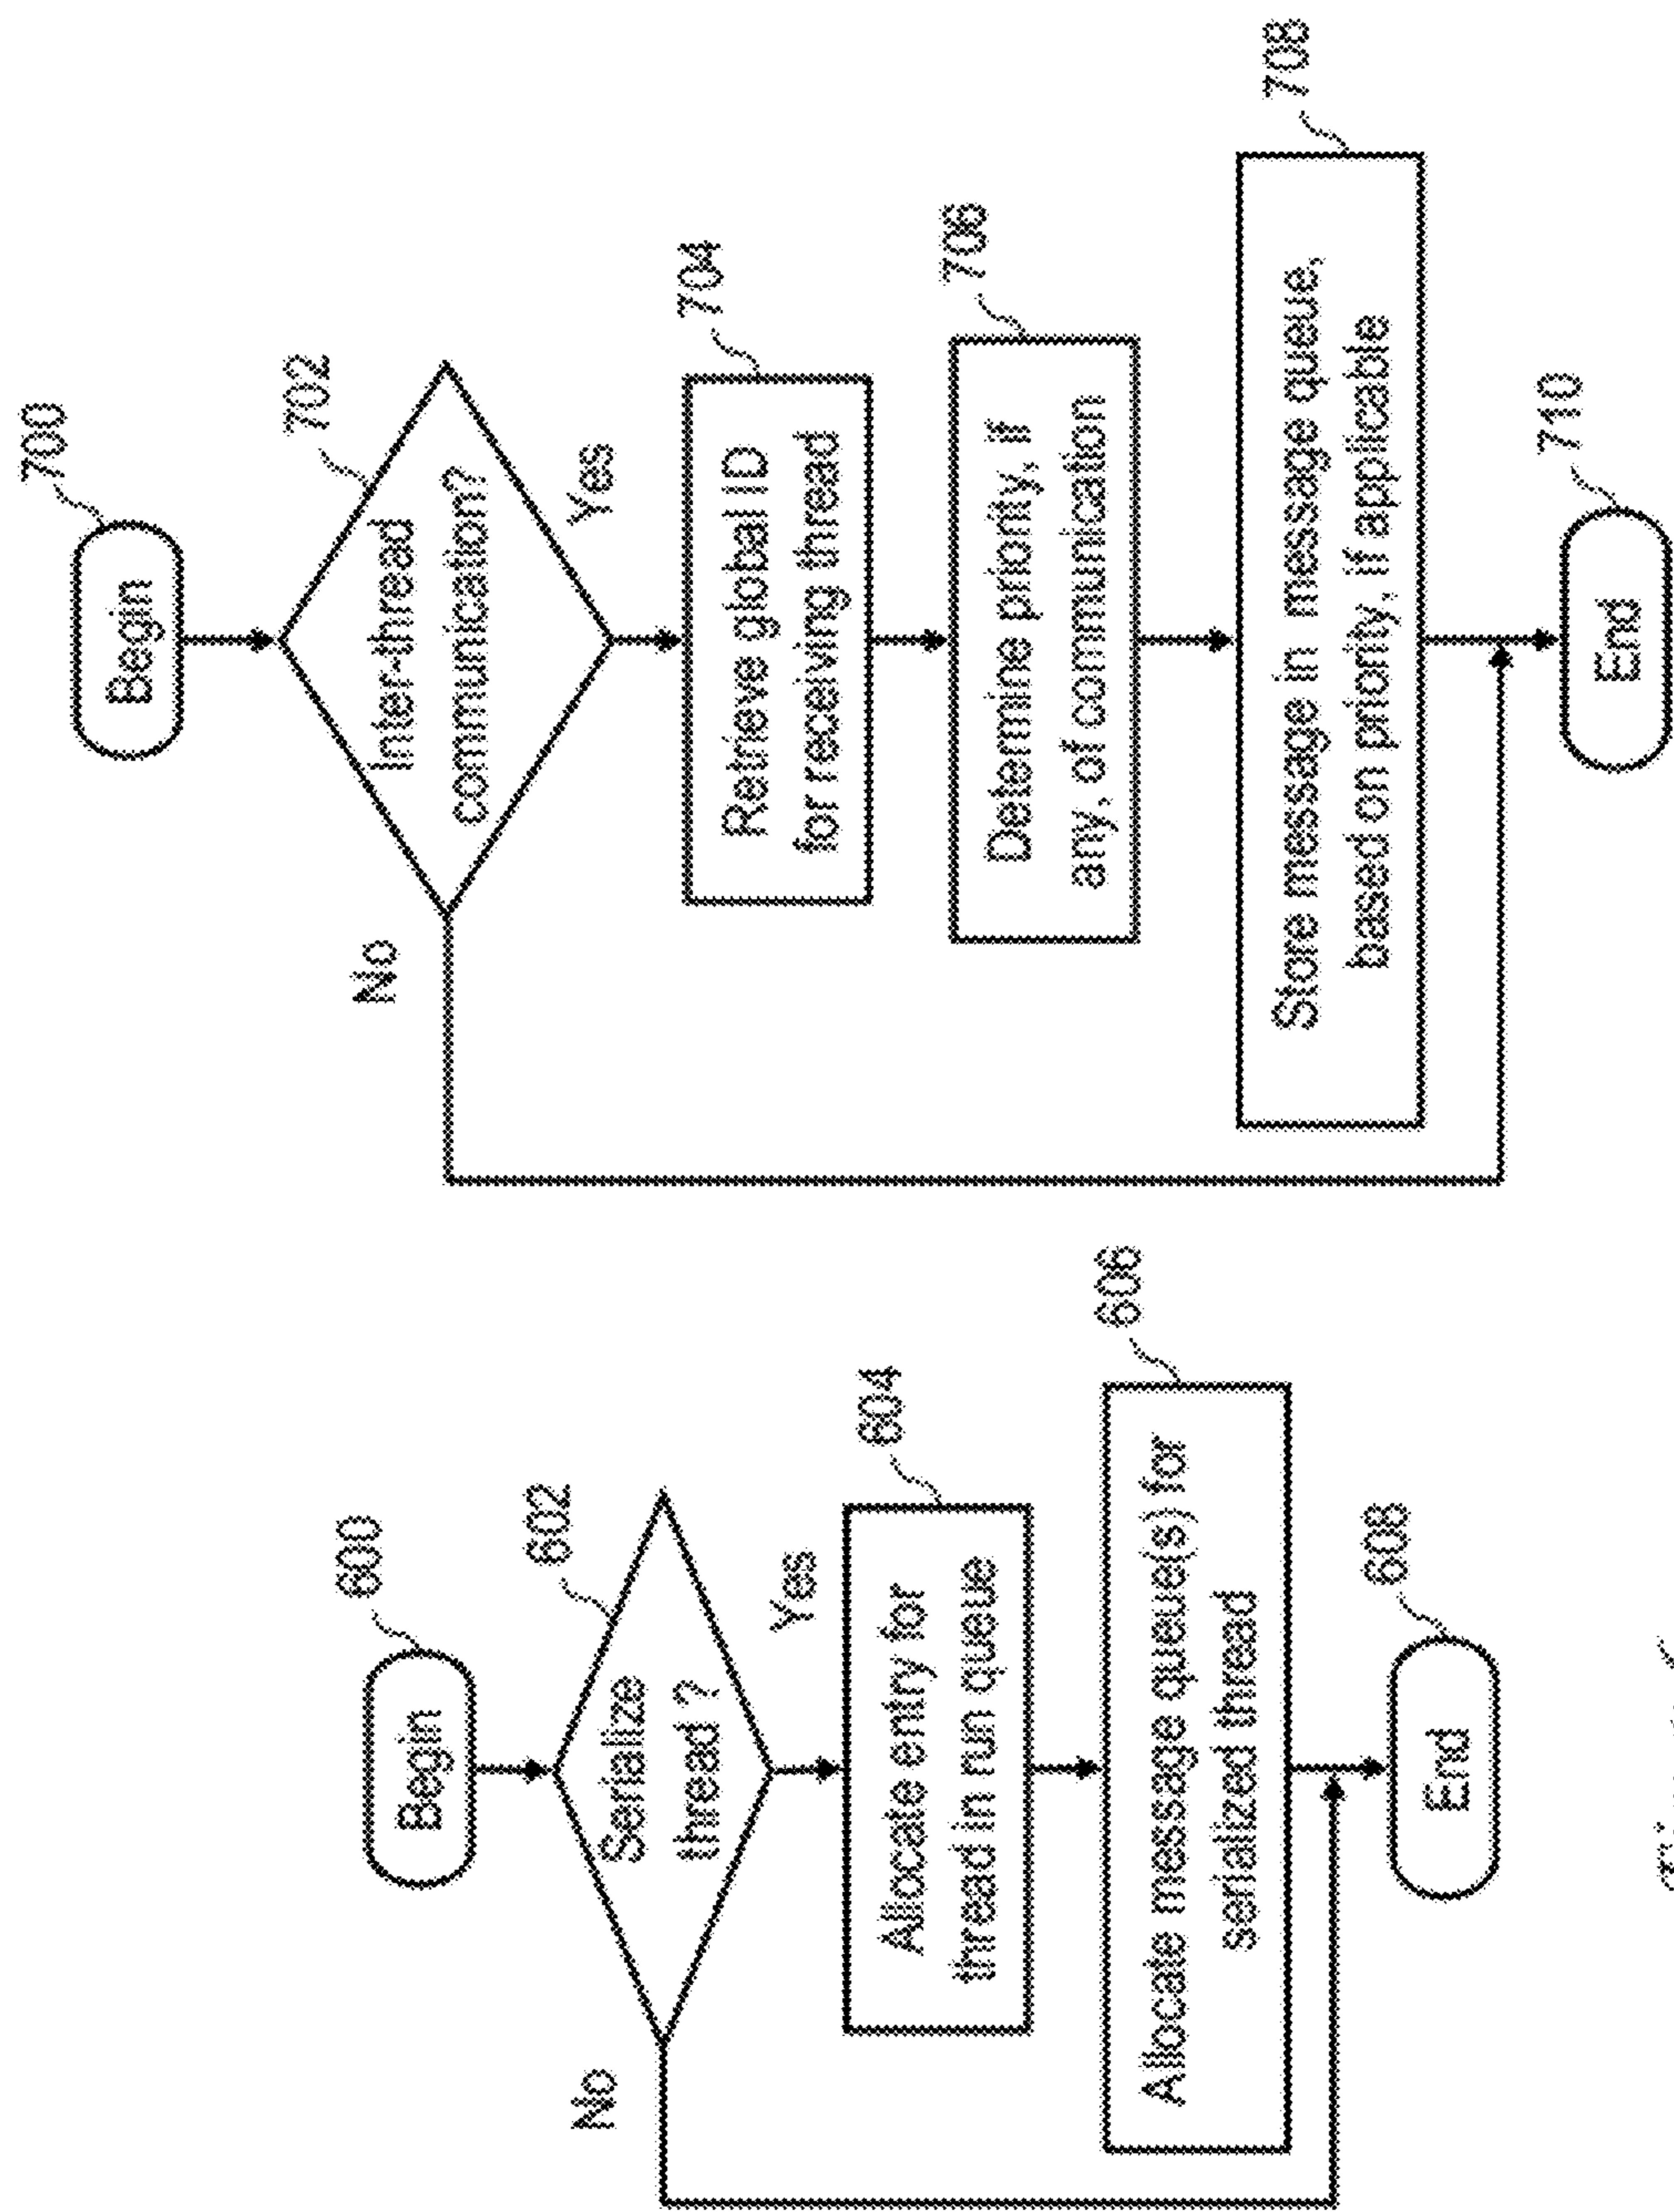 600
Begin
602
Serialize
thread ?
No
Yes
604
Allocate entry for
thread in run queue
606
Allocate message queue(s) for
serialized thread
608
End
700
Begin
702
Inter-thread
communication?
No
Yes
704
Retrieve global ID
for receiving thread
706
Determine priority, if
any, of communication
708
Store message in message queue,
based on priority, if applicable
710
End